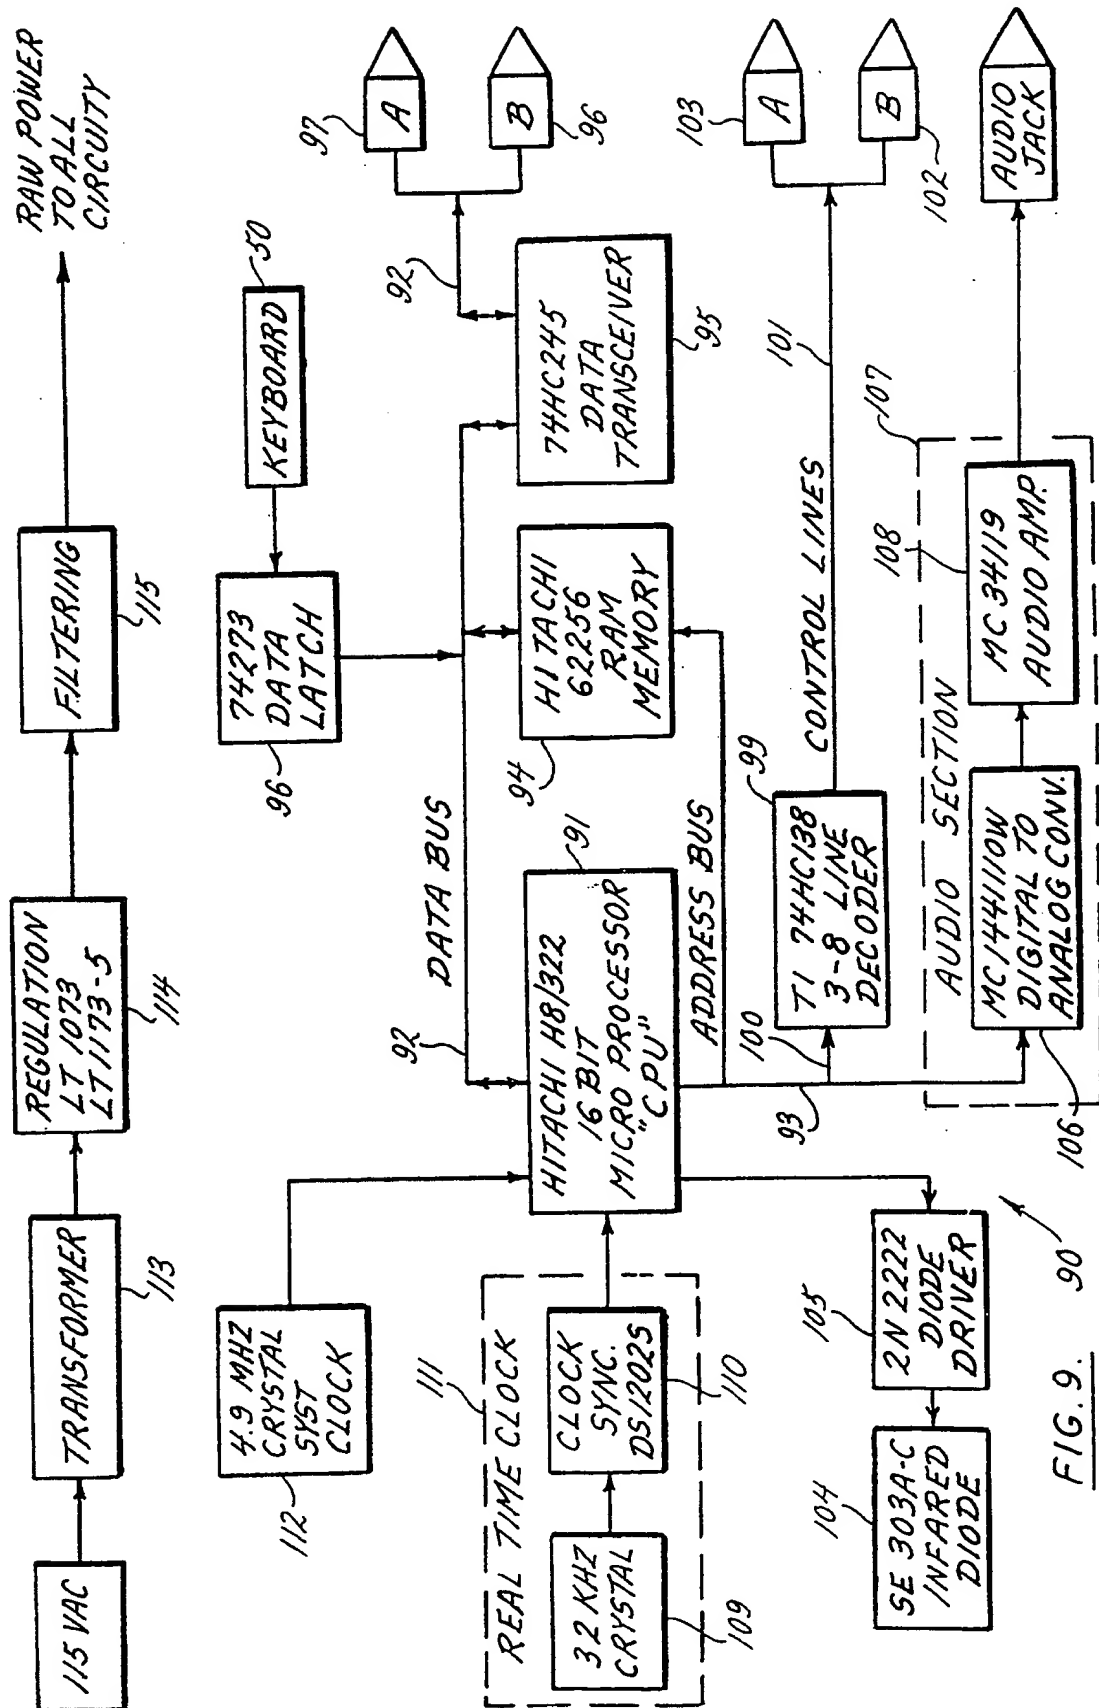 115 VAC
TRANSFORMER
113
REGULATION
LT 1073
LT1173-5
114
FILTERING
115
RAW POWER
TO ALL
CIRCUITY
4.9 MHZ
CRYSTAL
SYST
CLOCK
112
74273
DATA
LATCH
96
KEYBOARD
50
DATA BUS
92
92
97
A
B
96
REAL TIME CLOCK
111
32 KHZ
CRYSTAL
109
CLOCK
SYNC.
DS1202S
110
HITACHI H8/322
16 BIT
MICRO PROCESSOR
"CPU"
91
HITACHI
62256
RAM
MEMORY
94
74HC245
DATA
TRANSCEIVER
95
ADDRESS BUS
93
100
TI 74HC138
3-8 LINE
DECODER
99
CONTROL LINES
101
103
A
B
102
SE 303A-C
INFARED
DIODE
104
2N 2222
DIODE
DRIVER
105
AUDIO SECTION
107
MC144110W
DIGITAL TO
ANALOG CONV.
106
MC 34119
AUDIO AMP.
108
AUDIO
JACK
FIG. 9.
90